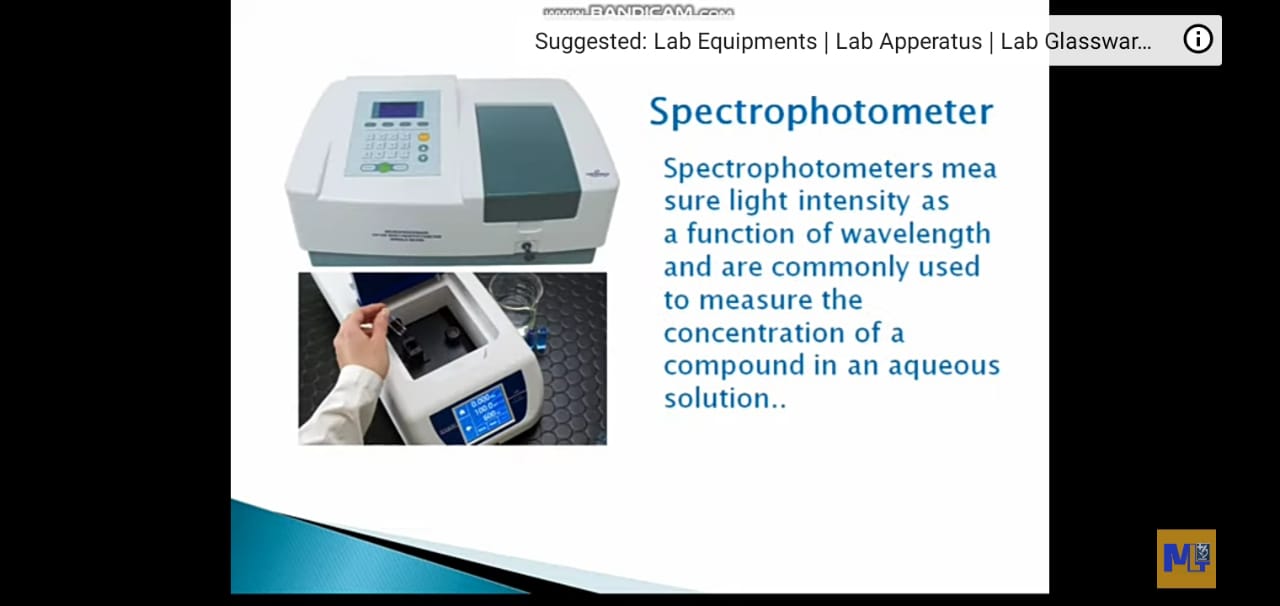 www.BANDICAM.com
Suggested: Lab Equipments | Lab Apperatus | Lab Glasswar...
Spectrophotometer
Spectrophotometers mea
sure light intensity as
a function of wavelength
and are commonly used
to measure the
concentration of a
compound in an aqueous
solution..
0.000
100.0
600
MLT